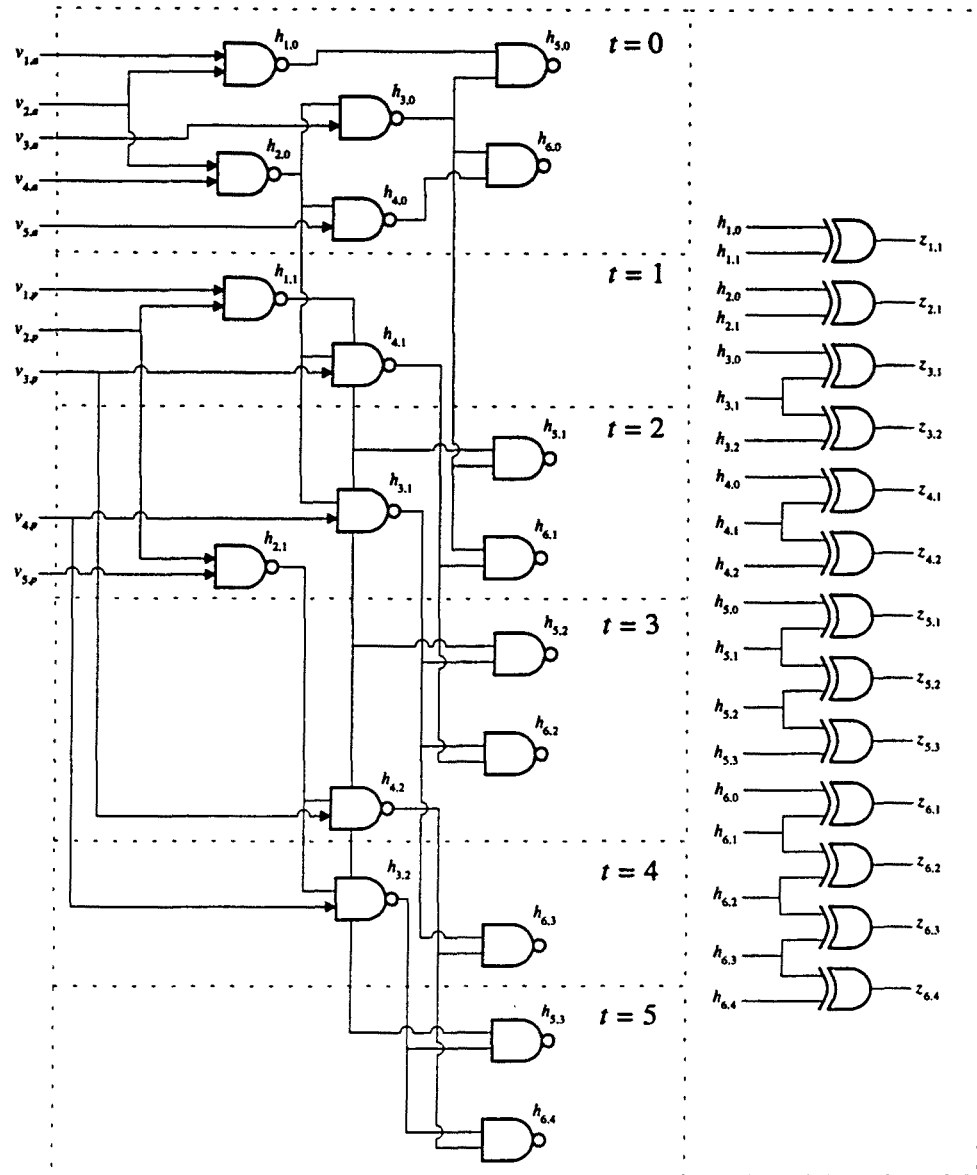 t = 0
h1,0
h5,0
v1,a
v2,a
h3,0
v3,a
h2,0
h6,0
v4,a
h4,0
v5,a
t = 1
h1,1
v1,p
v2,p
h4,1
v3,p
t = 2
h5,1
h3,1
v4,p
h2,1
h6,1
v5,p
t = 3
h5,2
h6,2
h4,2
t = 4
h3,2
h6,3
t = 5
h5,3
h6,4
h1,0
z1,1
h1,1
h2,0
z2,1
h2,1
h3,0
z3,1
h3,1
z3,2
h3,2
h4,0
z4,1
h4,1
z4,2
h4,2
h5,0
z5,1
h5,1
z5,2
h5,2
z5,3
h5,3
h6,0
z6,1
h6,1
z6,2
h6,2
z6,3
h6,3
z6,4
h6,4